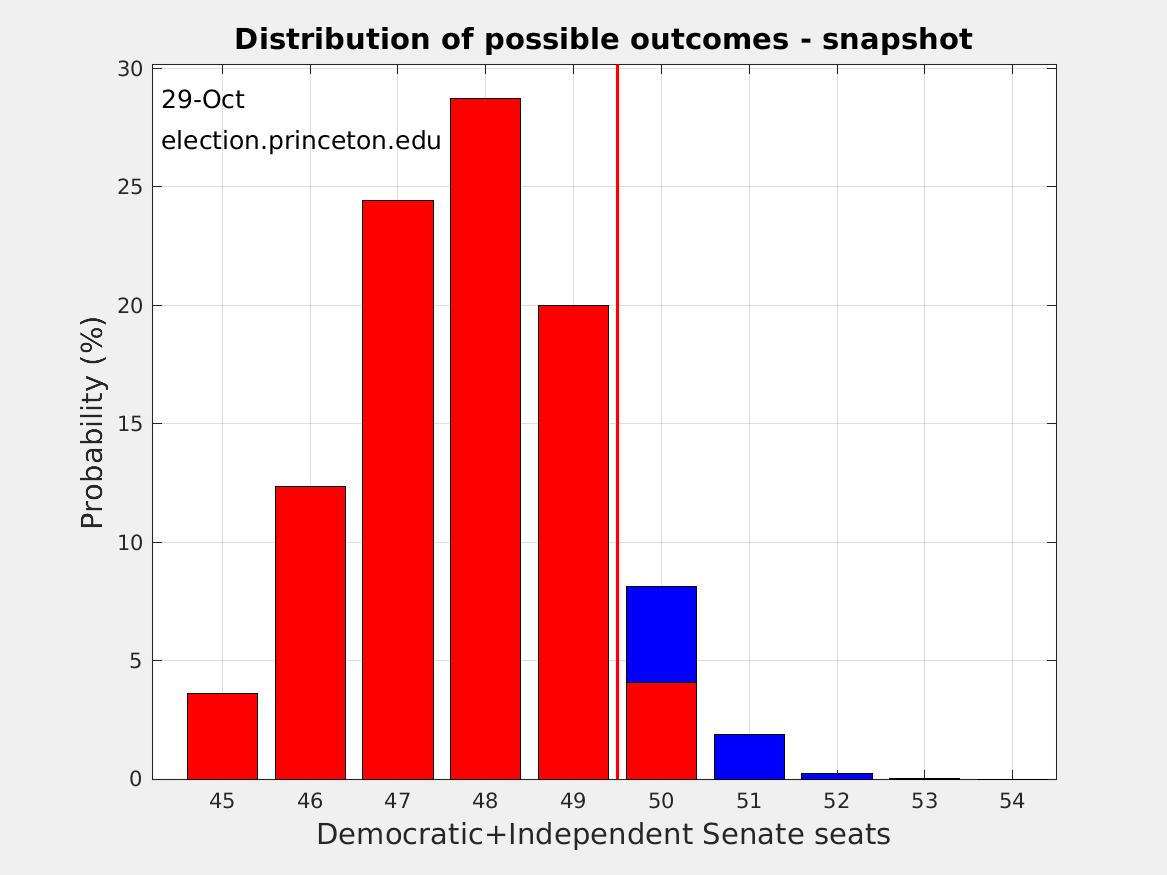 Distribution of possible outcomes - snapshot
30
29-Oct
election.princeton.edu
25
20
15
10
5
0
Probability (%)
45 46 47 48 49 50 51 52 53 54
Democratic+Independent Senate seats